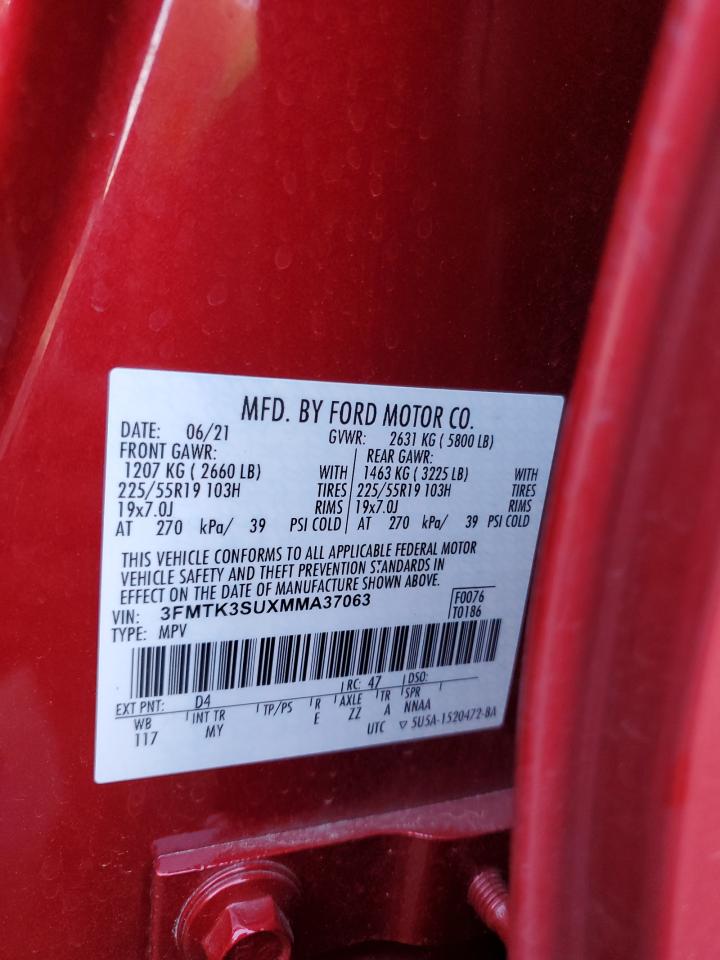 MFD. BY FORD MOTOR CO.
DATE: 06/21 GVWR: 2631 KG ( 5800 LB)
FRONT GAWR: REAR GAWR:
1207 KG ( 2660 LB) WITH 1463 KG ( 3225 LB) WITH
225/55R19 103H TIRES 225/55R19 103H TIRES
19x7.0J RIMS 19x7.0J RIMS
AT 270 kPa/ 39 PSI COLD AT 270 kPa/ 39 PSI COLD
THIS VEHICLE CONFORMS TO ALL APPLICABLE FEDERAL MOTOR
VEHICLE SAFETY AND THEFT PREVENTION STANDARDS IN
EFFECT ON THE DATE OF MANUFACTURE SHOWN ABOVE.
VIN: 3FMTK3SUXMMA37063 F0076
TYPE: MPV T0186
EXT PNT: D4 RC: 47 DSO:
WB INT TR TP/PS R AXLE TR SPR
117 MY E ZZ A NNAA
UTC ▽ 5U5A-1520472-BA